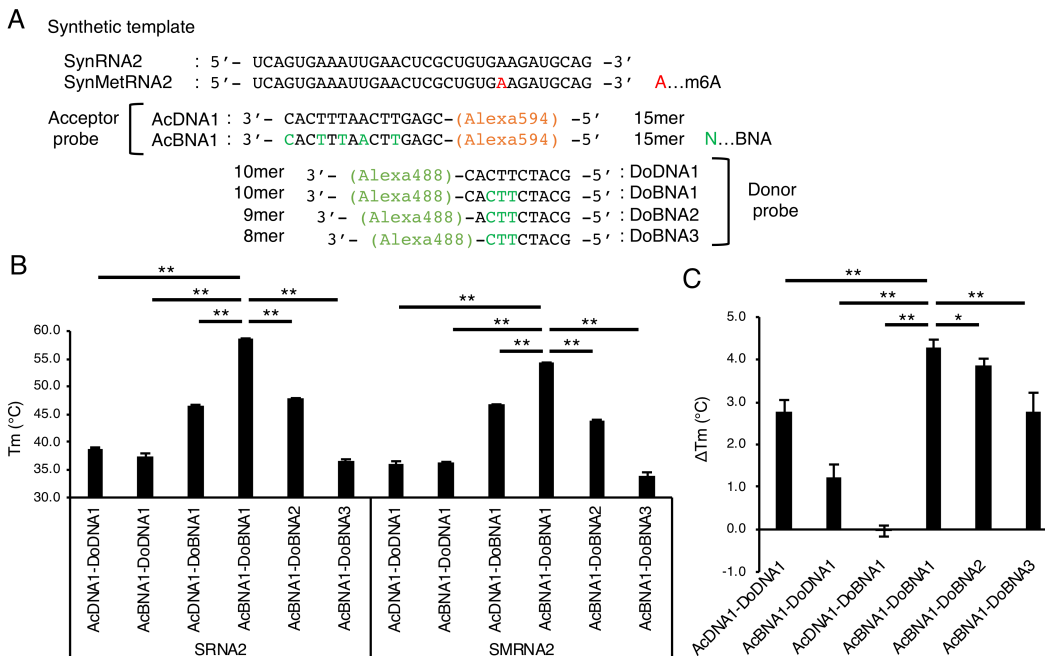 A
Synthetic template
SynRNA2 : 5′– UCAGUGAAAUUGAACUCGCUGUGAAGAUGCAG –3′
SynMetRNA2 : 5′– UCAGUGAAAUUGAACUCGCUGUGAAGAUGCAG –3′ A…m6A
Acceptor probe
AcDNA1 : 3′– CACTTTAACTTGAGC–(Alexa594) –5′ 15mer
AcBNA1 : 3′– CACTTTAACTTGAGC–(Alexa594) –5′ 15mer N…BNA
10mer 3′– (Alexa488)–CACTTCTACG –5′ : DoDNA1
10mer 3′– (Alexa488)–CACTTCTACG –5′ : DoBNA1
9mer 3′– (Alexa488)–ACTTCTACG –5′ : DoBNA2
8mer 3′– (Alexa488)–CTTCTACG –5′ : DoBNA3
Donor probe
B
** ** ** ** **
** ** ** ** **
Tm (°C)
60.0
55.0
50.0
45.0
40.0
35.0
30.0
AcDNA1-DoDNA1
AcBNA1-DoDNA1
AcDNA1-DoBNA1
AcBNA1-DoBNA1
AcBNA1-DoBNA2
AcBNA1-DoBNA3
SRNA2
AcDNA1-DoDNA1
AcBNA1-DoDNA1
AcDNA1-DoBNA1
AcBNA1-DoBNA1
AcBNA1-DoBNA2
AcBNA1-DoBNA3
SMRNA2
C
** ** ** ** *
ΔTm (°C)
5.0
4.0
3.0
2.0
1.0
0.0
-1.0
AcDNA1-DoDNA1
AcBNA1-DoDNA1
AcDNA1-DoBNA1
AcBNA1-DoBNA1
AcBNA1-DoBNA2
AcBNA1-DoBNA3